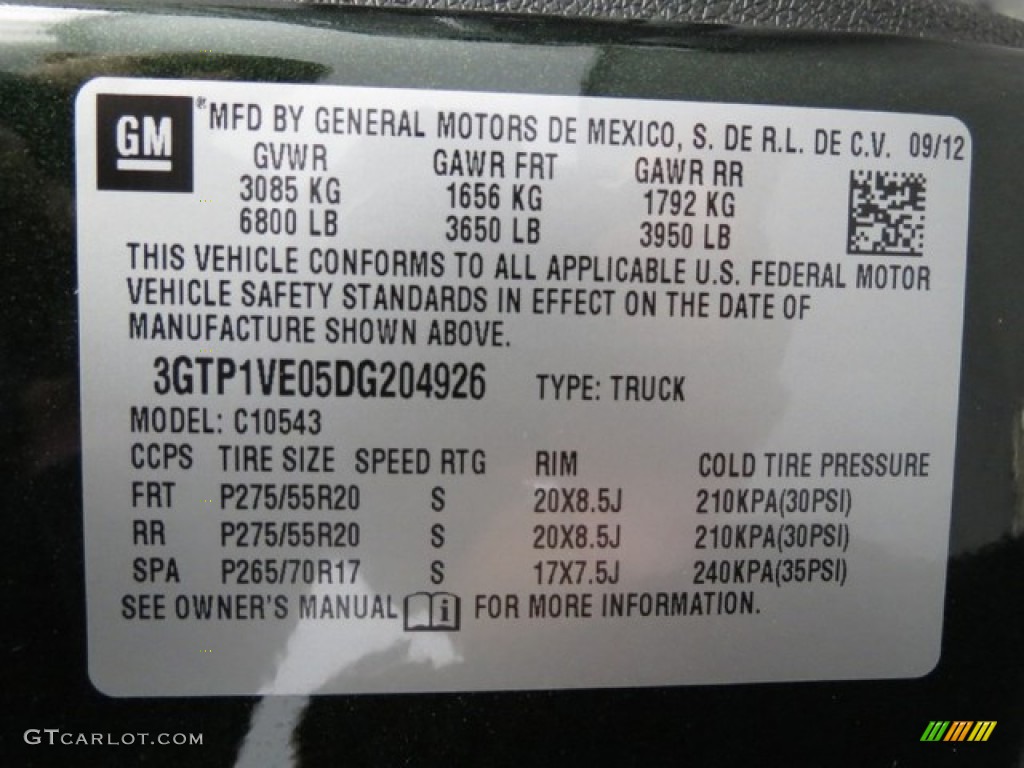 GM ® MFD BY GENERAL MOTORS DE MEXICO, S. DE R.L. DE C.V. 09/12
GVWR GAWR FRT GAWR RR
3085 KG 1656 KG 1792 KG
6800 LB 3650 LB 3950 LB
THIS VEHICLE CONFORMS TO ALL APPLICABLE U.S. FEDERAL MOTOR
VEHICLE SAFETY STANDARDS IN EFFECT ON THE DATE OF
MANUFACTURE SHOWN ABOVE.
3GTP1VE05DG204926 TYPE: TRUCK
MODEL: C10543
CCPS TIRE SIZE SPEED RTG RIM COLD TIRE PRESSURE
FRT P275/55R20 S 20X8.5J 210KPA(30PSI)
RR P275/55R20 S 20X8.5J 210KPA(30PSI)
SPA P265/70R17 S 17X7.5J 240KPA(35PSI)
SEE OWNER'S MANUAL i FOR MORE INFORMATION.
GTCARLOT.COM